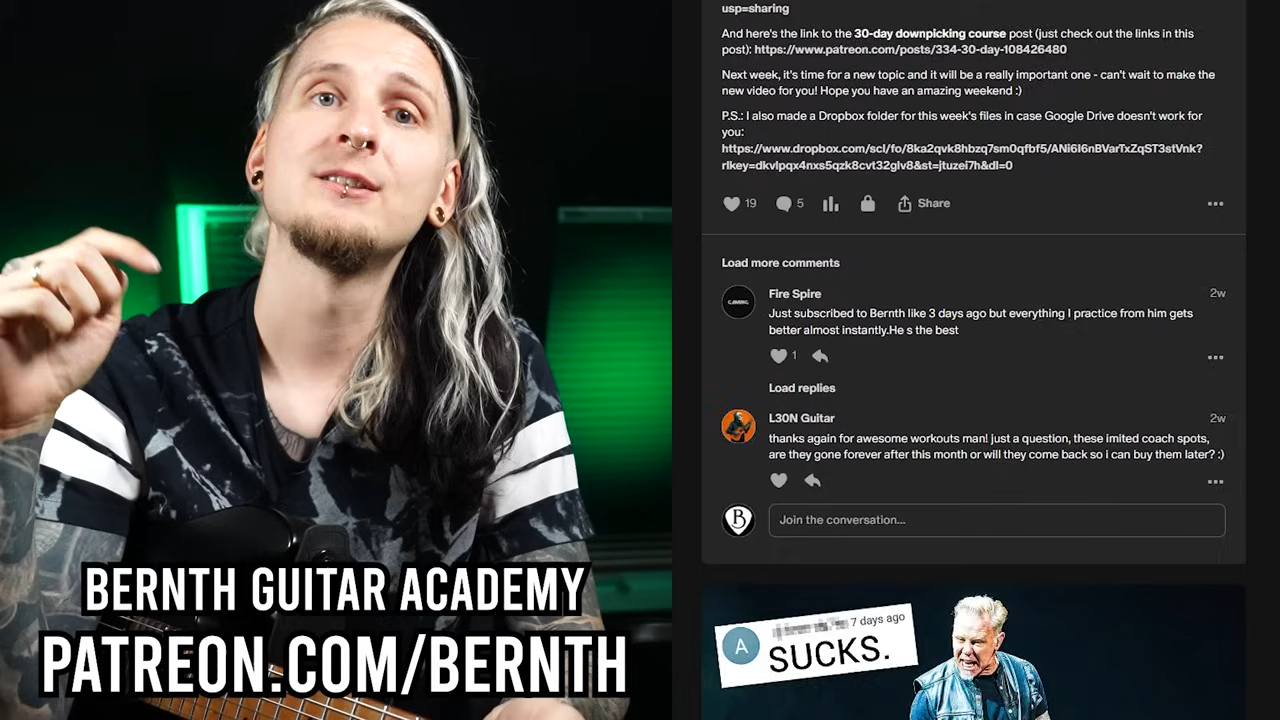 usp=sharing
And here's the link to the 30-day downpicking course post (just check out the links in this
post): https://www.patreon.com/posts/334-30-day-108426480
Next week, it's time for a new topic and it will be a really important one - can't wait to make the
new video for you! Hope you have an amazing weekend :)
P.S.: I also made a Dropbox folder for this week's files in case Google Drive doesn't work for
you:
https://www.dropbox.com/scl/fo/8ka2qvk8hbzq7sm0qfbf5/ANi6I6nBVarTxZqST3stVnk?
rlkey=dkvlpqx4nxs5qzk8cvt32glv8&st=jtuzei7h&dl=0
19 5 Share
Load more comments
Fire Spire 2w
Just subscribed to Bernth like 3 days ago but everything I practice from him gets
better almost instantly.He s the best
1
Load replies
L30N Guitar 2w
thanks again for awesome workouts man! just a question, these imited coach spots,
are they gone forever after this month or will they come back so i can buy them later? :)
B
Join the conversation...
BERNTH GUITAR ACADEMY
PATREON.COM/BERNTH
A
7 days ago
SUCKS.